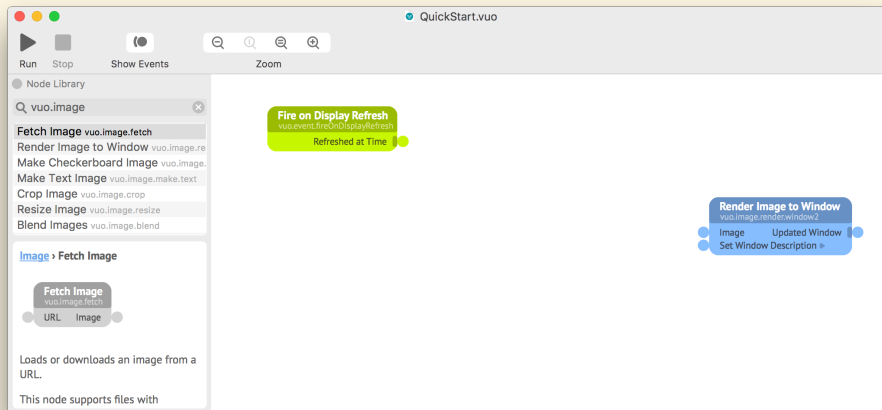 QuickStart.vuo
Run Stop Show Events Zoom
Node Library
vuo.image
Fetch Image vuo.image.fetch
Render Image to Window vuo.image.re
Make Checkerboard Image vuo.image.
Make Text Image vuo.image.make.text
Crop Image vuo.image.crop
Resize Image vuo.image.resize
Blend Images vuo.image.blend
Image › Fetch Image
Fetch Image
vuo.image.fetch
URL Image
Loads or downloads an image from a
URL.
This node supports files with
Fire on Display Refresh
vuo.event.fireOnDisplayRefresh
Refreshed at Time
Render Image to Window
vuo.image.render.window2
Image Updated Window
Set Window Description